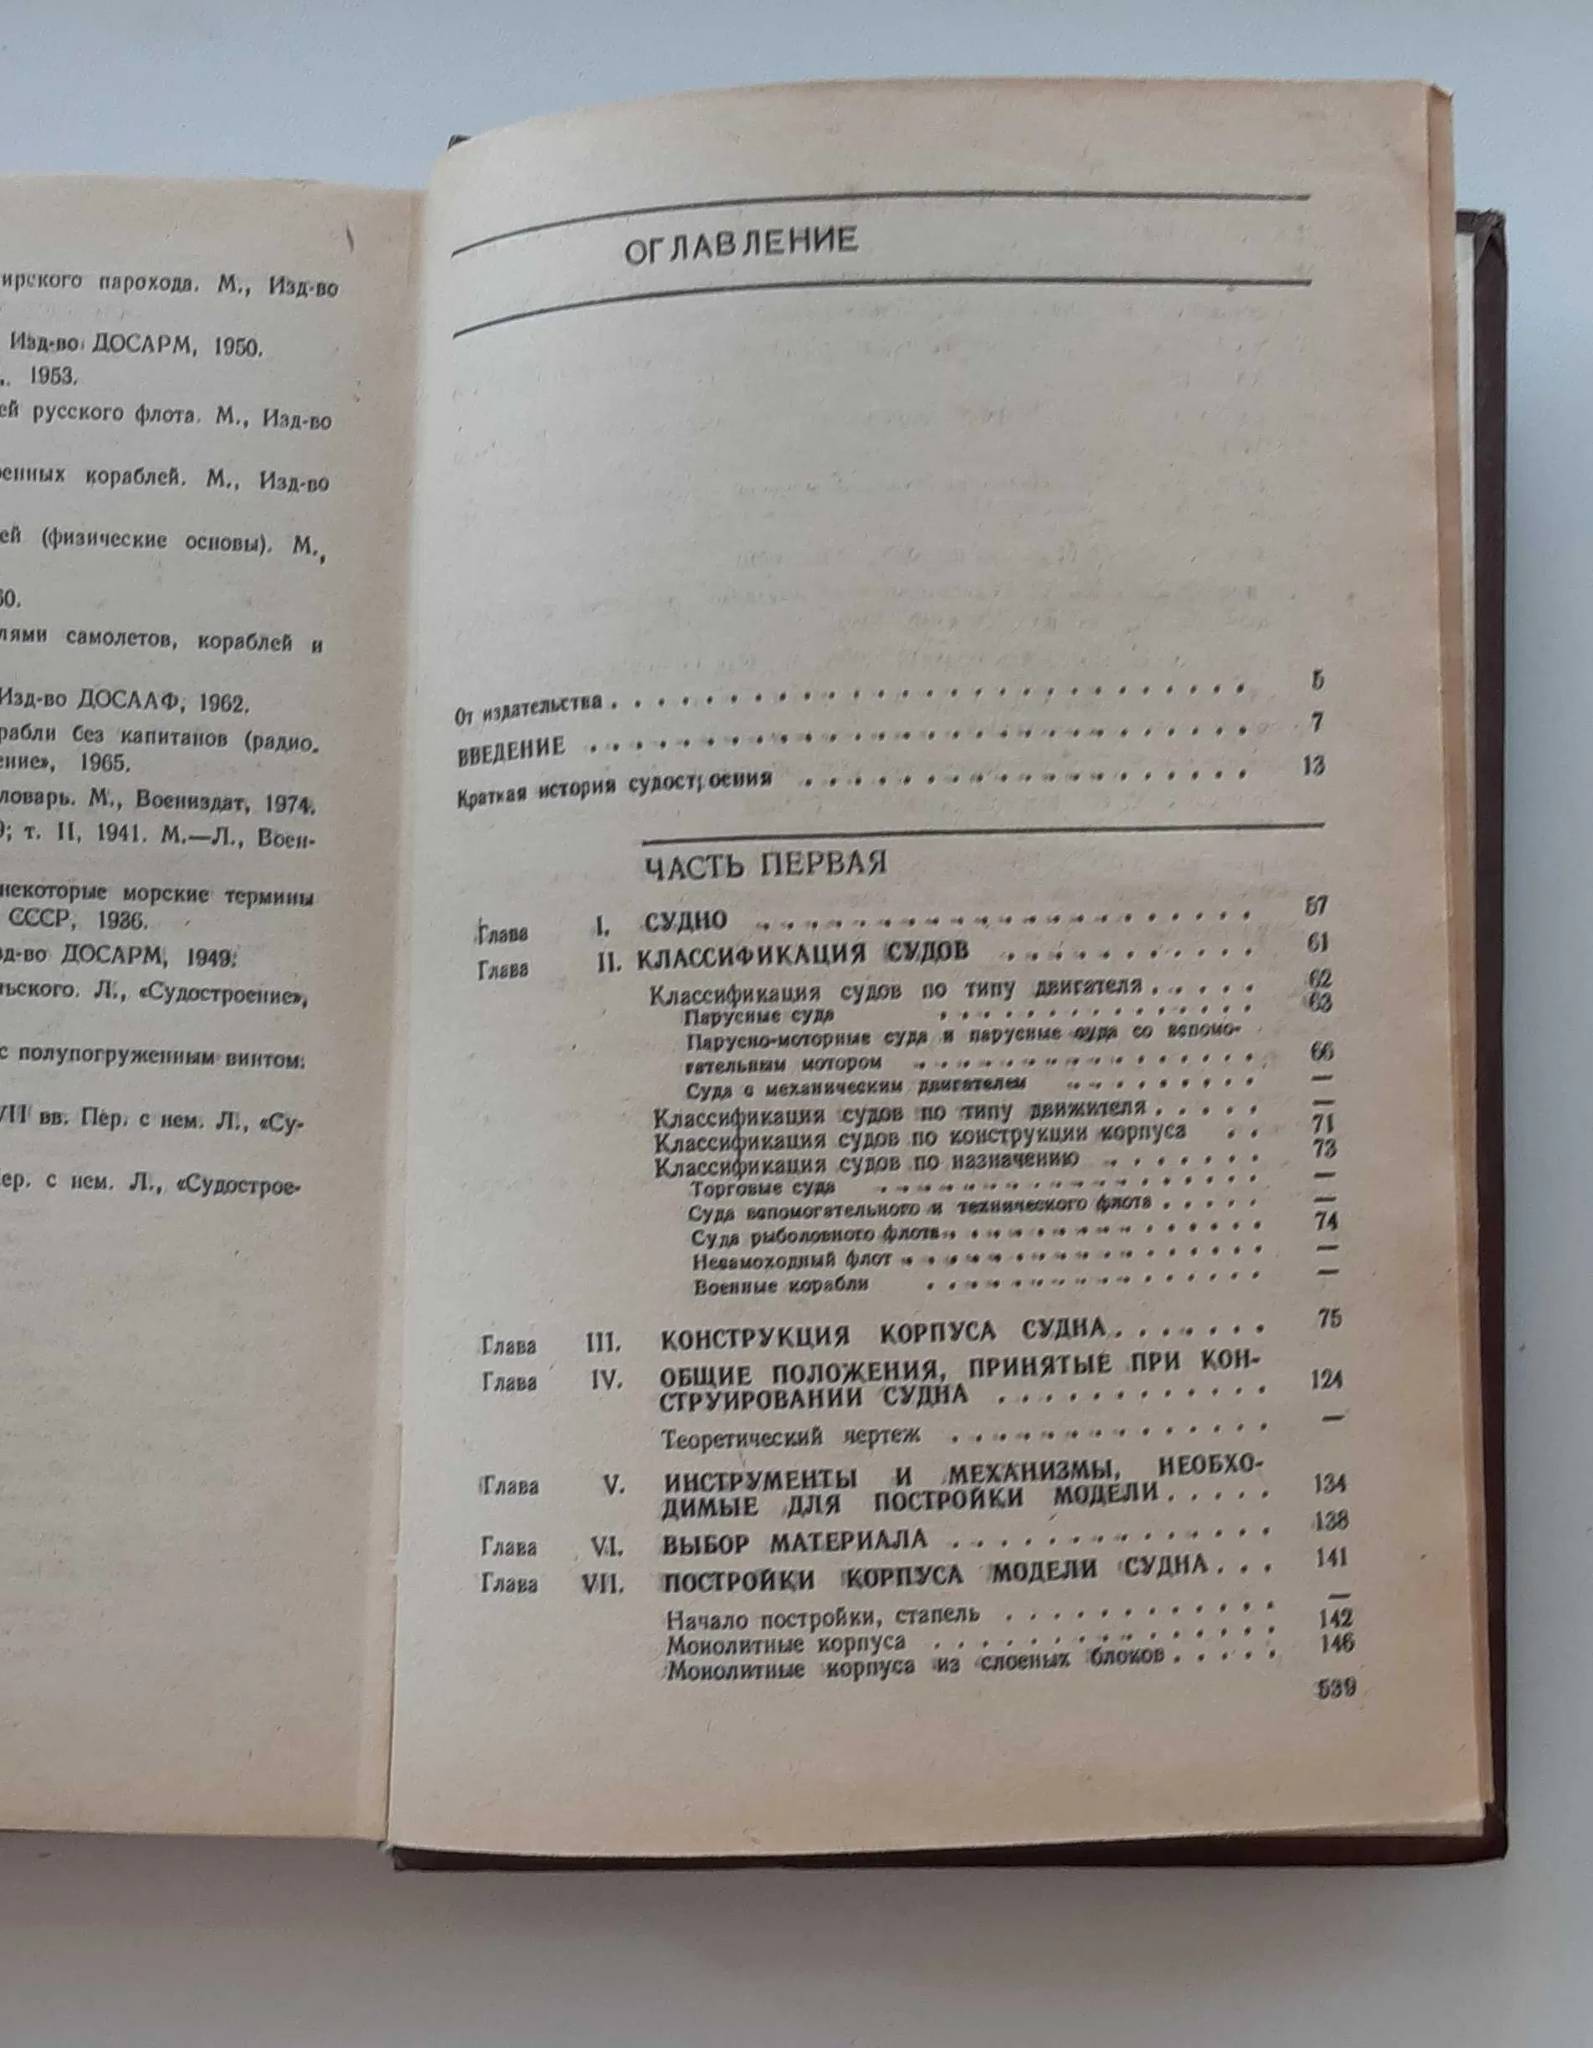 ирского парохода. М., Изд-во
Изд-во ДОСАРМ, 1950.
1953.
ей русского флота. М., Изд-во
енных кораблей. М., Изд-во
ей (физические основы). М.,
60.
лями самолетов, кораблей и
Изд-во ДОСААФ, 1962.
рабли без капитанов (радио.
ение», 1965.
ловарь. М., Воениздат, 1974.
; т. II, 1941. М.—Л., Воен-
некоторые морские термины
СССР, 1936.
зд-во ДОСАРМ, 1949.
ньского. Л., «Судостроение»,
с полупогруженным винтом.
VII вв. Пер. с нем. Л., «Су-
ер. с нем. Л., «Судострое-
ОГЛАВЛЕНИЕ
От издательства . . . . . . . . . . 5
ВВЕДЕНИЕ . . . . . . . . . . 7
Краткая история судостроения . . . . . . . . . . 13
ЧАСТЬ ПЕРВАЯ
Глава I. СУДНО . . . . . . . . . . 57
Глава II. КЛАССИФИКАЦИЯ СУДОВ . . . . . . . . . . 61
Классификация судов по типу двигателя . . . . . 62
Парусные суда . . . . . . . . . . 63
Парусно-моторные суда и парусные суда со вспомо-
гательным мотором . . . . . . . . . . 66
Суда с механическим двигателем . . . . . . . . —
Классификация судов по типу движителя . . . . . —
Классификация судов по конструкции корпуса . . 71
Классификация судов по назначению . . . . . . . 73
Торговые суда . . . . . . . . . . —
Суда вспомогательного и технического флота . . . . . —
Суда рыболовного флота . . . . . . . . . . 74
Несамоходный флот . . . . . . . . . . —
Военные корабли . . . . . . . . . . —
Глава III. КОНСТРУКЦИЯ КОРПУСА СУДНА . . . . . . . 75
Глава IV. ОБЩИЕ ПОЛОЖЕНИЯ, ПРИНЯТЫЕ ПРИ КОН-
СТРУИРОВАНИИ СУДНА . . . . . . . . . . 124
Теоретический чертеж . . . . . . . . . . —
Глава V. ИНСТРУМЕНТЫ И МЕХАНИЗМЫ, НЕОБХО-
ДИМЫЕ ДЛЯ ПОСТРОЙКИ МОДЕЛИ . . . . . 134
Глава VI. ВЫБОР МАТЕРИАЛА . . . . . . . . . . 138
Глава VII. ПОСТРОЙКИ КОРПУСА МОДЕЛИ СУДНА . . . 141
Начало постройки, стапель . . . . . . . . . . —
Монолитные корпуса . . . . . . . . . . 142
Монолитные корпуса из слоеных блоков . . . . . 146
539